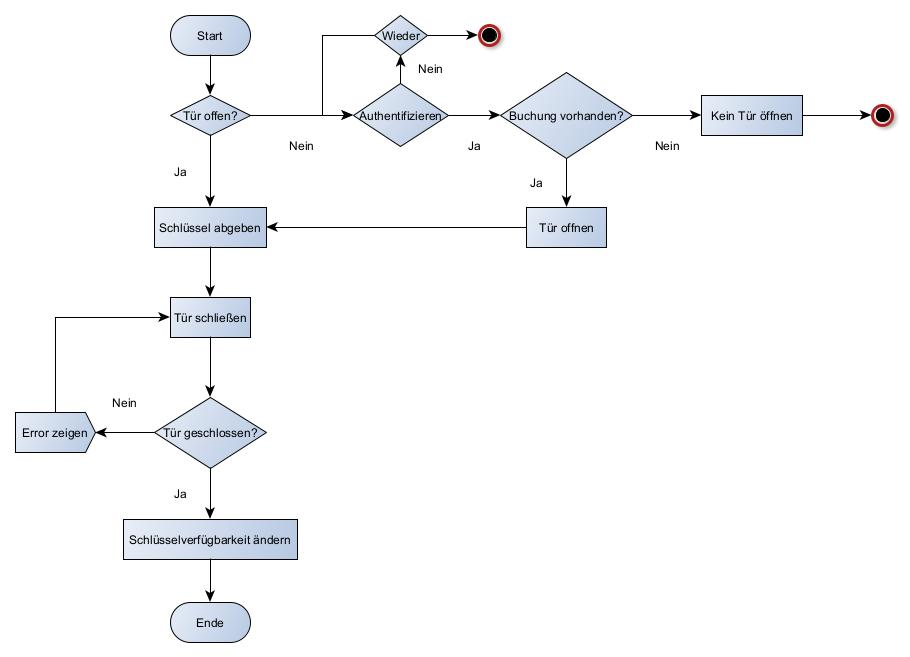 Start
Wieder
Nein
Tür offen?
Authentifizieren
Buchung vorhanden?
Kein Tür öffnen
Nein
Ja
Nein
Ja
Ja
Schlüssel abgeben
Tür offnen
Tür schließen
Nein
Error zeigen
Tür geschlossen?
Ja
Schlüsselverfügbarkeit ändern
Ende